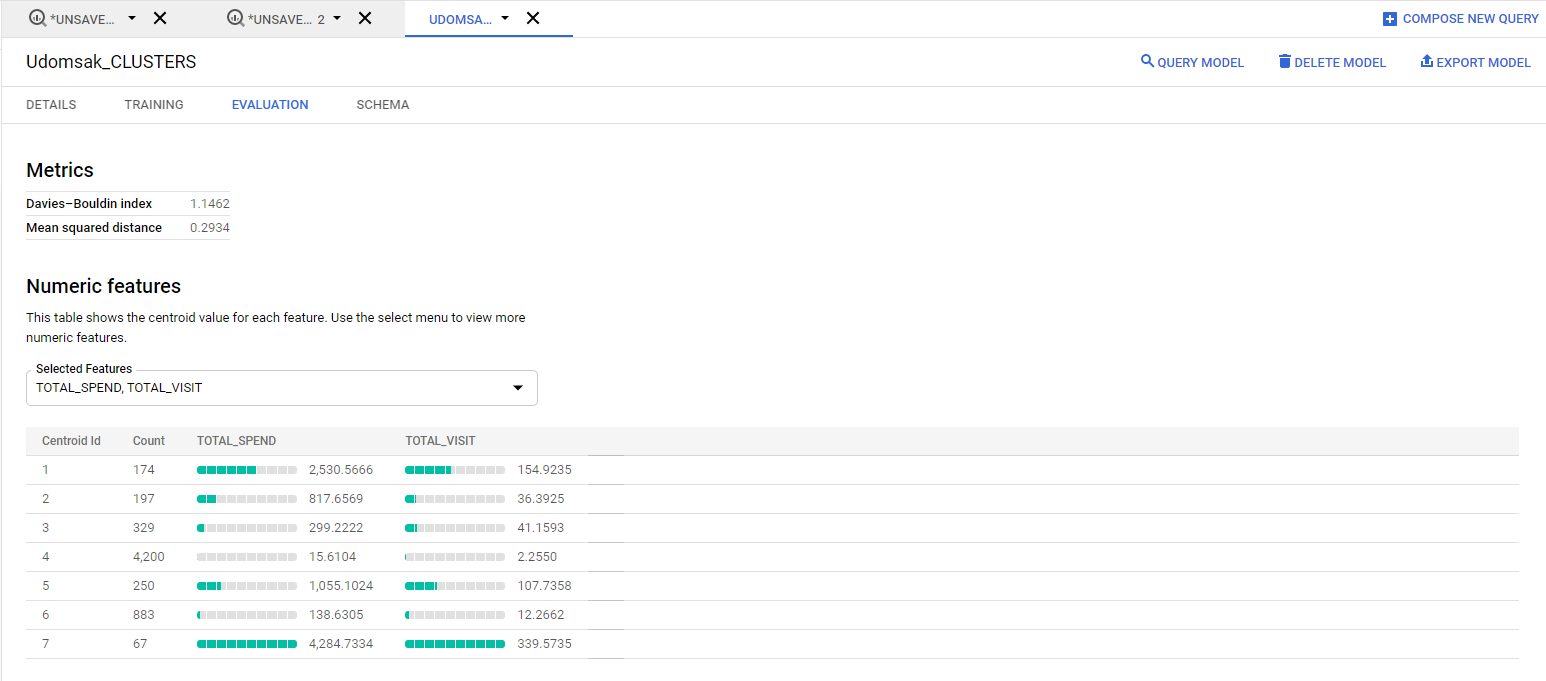 *UNSAVE... *UNSAVE... 2 UDOMSA... COMPOSE NEW QUERY
Udomsak_CLUSTERS QUERY MODEL DELETE MODEL EXPORT MODEL
DETAILS TRAINING EVALUATION SCHEMA
Metrics
Davies–Bouldin index 1.1462
Mean squared distance 0.2934
Numeric features
This table shows the centroid value for each feature. Use the select menu to view more
numeric features.
Selected Features
TOTAL_SPEND, TOTAL_VISIT
Centroid Id Count TOTAL_SPEND TOTAL_VISIT
1 174 2,530.5666 154.9235
2 197 817.6569 36.3925
3 329 299.2222 41.1593
4 4,200 15.6104 2.2550
5 250 1,055.1024 107.7358
6 883 138.6305 12.2662
7 67 4,284.7334 339.5735